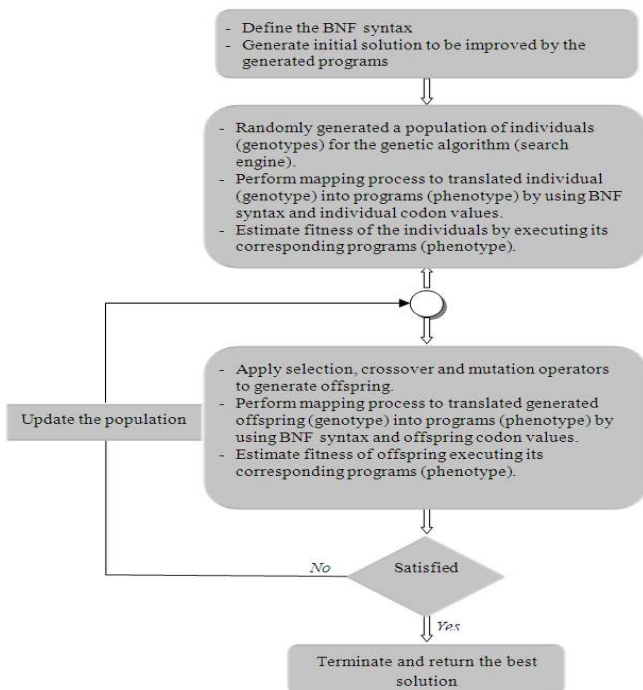 - Define the BNF syntax
- Generate initial solution to be improved by the
generated programs
- Randomly generated a population of individuals
(genotypes) for the genetic algorithm (search
engine).
- Perform mapping process to translated individual
(genotype) into programs (phenotype) by using BNF
syntax and individual codon values.
- Estimate fitness of the individuals by executing its
corresponding programs (phenotype).
- Apply selection, crossover and mutation operators
to generate offspring.
- Perform mapping process to translated generated
offspring (genotype) into programs (phenotype) by
using BNF syntax and offspring codon values.
- Estimate fitness of offspring executing its
corresponding programs (phenotype).
Update the population
No
Satisfied
Yes
Terminate and return the best
solution